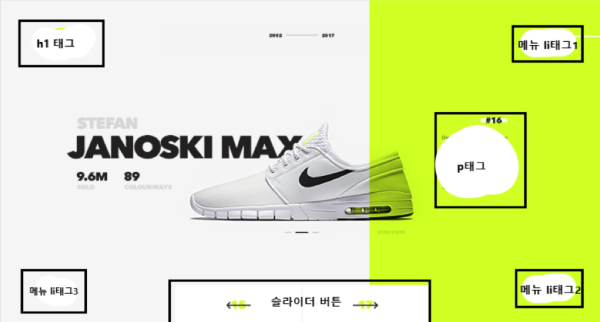 h1 태그
2002
2017
메뉴 li태그1
#16
STEFAN
JANOSKI MAX
9.6M
89
SOLD
COLOURWAYS
p태그
SIDE VIEW
메뉴 li태그3
15
슬라이더 버튼
17
메뉴 li태그2